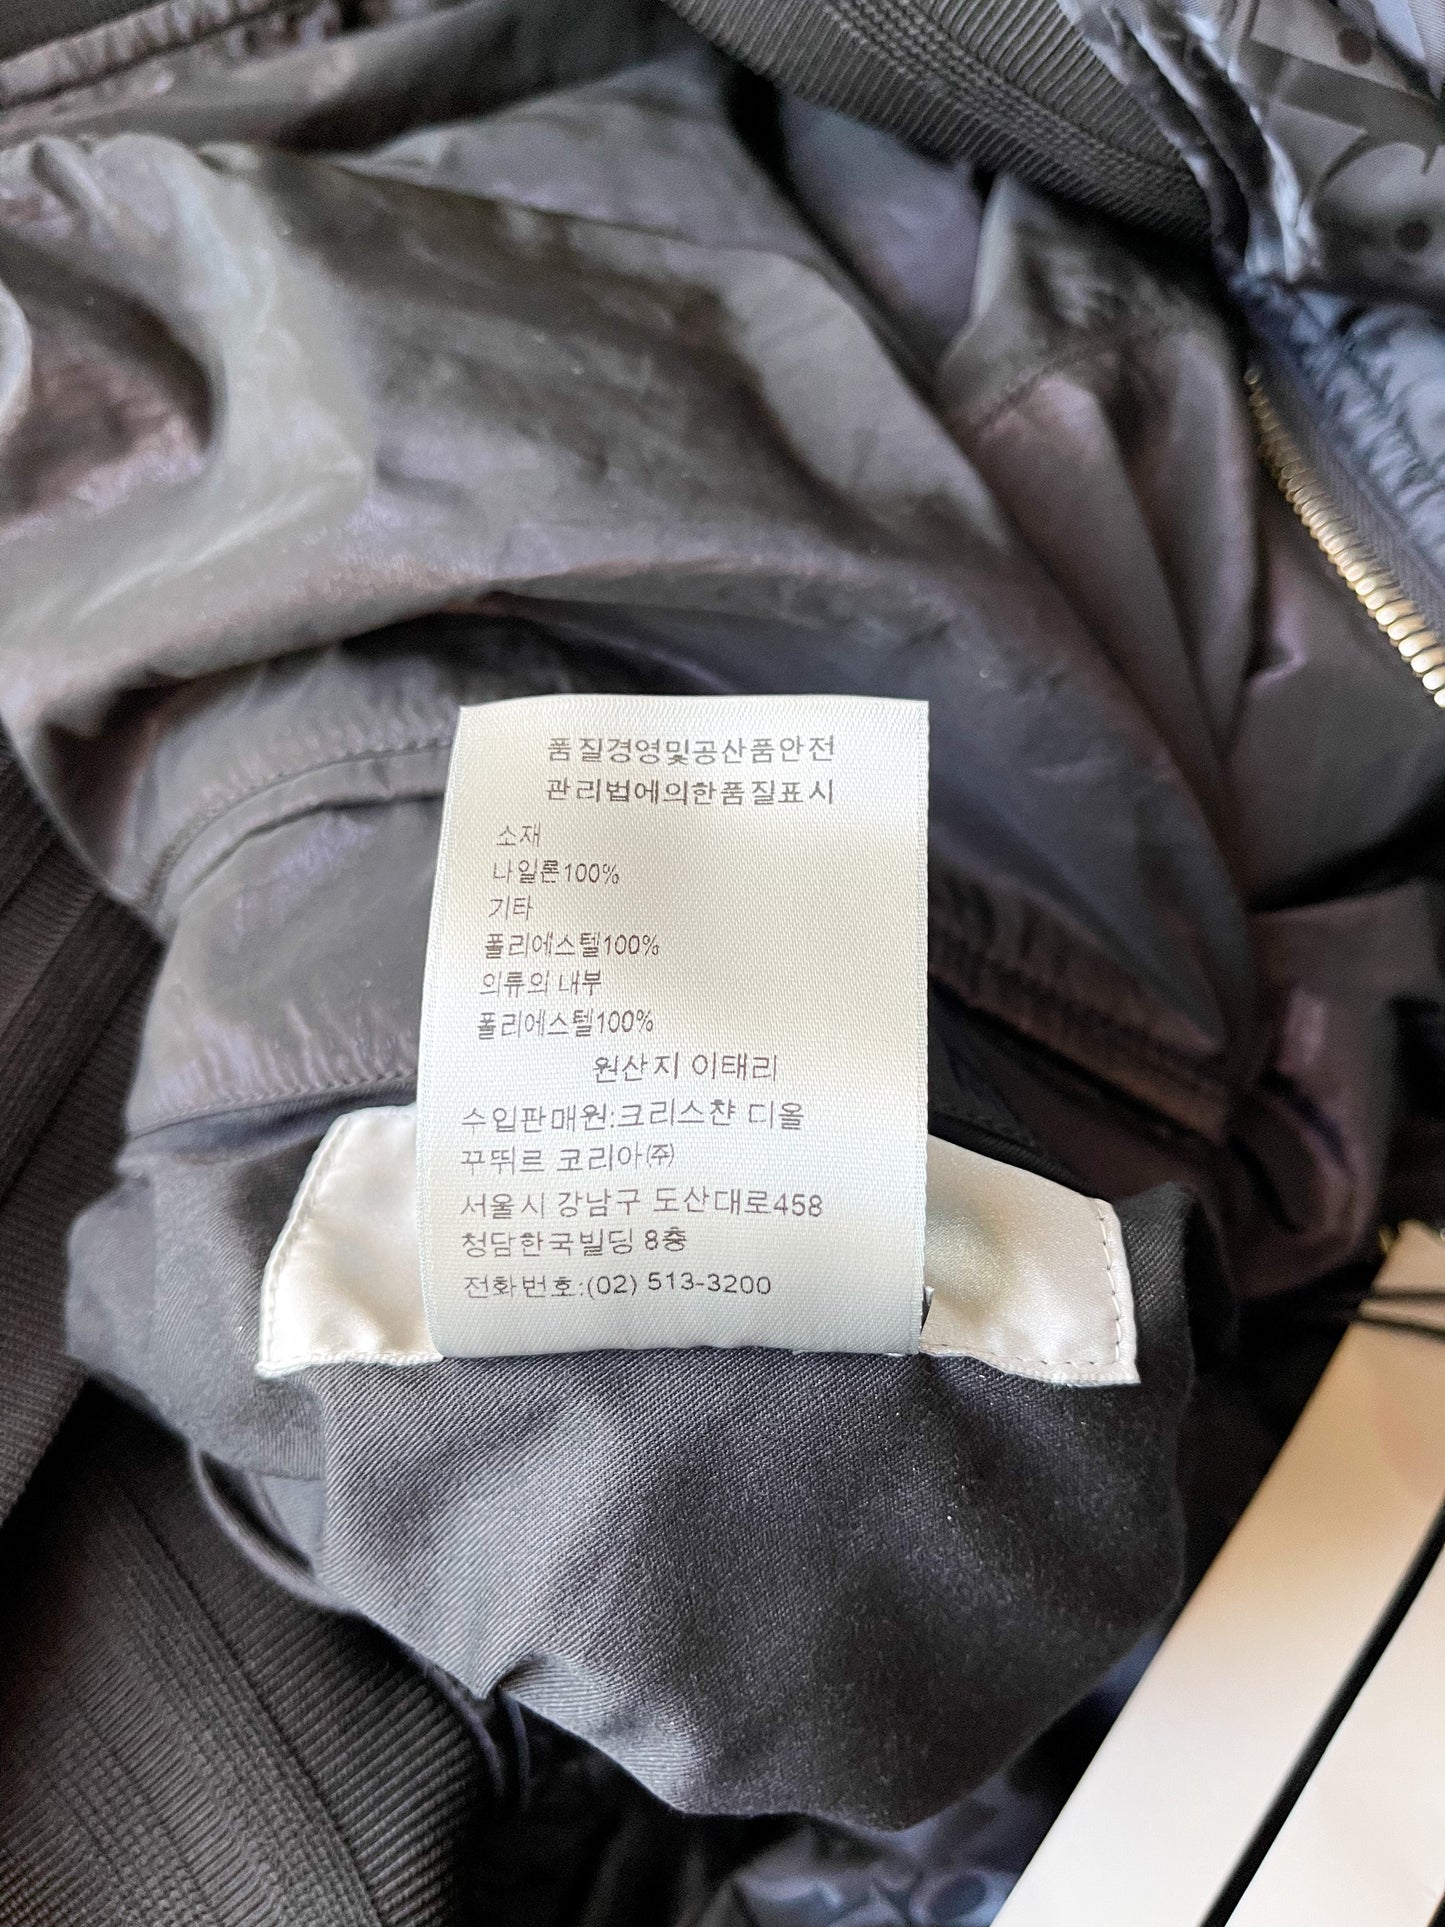 품질경영및공산품안전
관리법에의한품질표시
소재
나일론100%
기타
폴리에스텔100%
의류의 내부
폴리에스텔100%
원산지 이태리
수입판매원:크리스챤 디올
꾸뛰르 코리아㈜
서울시 강남구 도산대로458
청담한국빌딩 8층
전화번호:(02) 513-3200